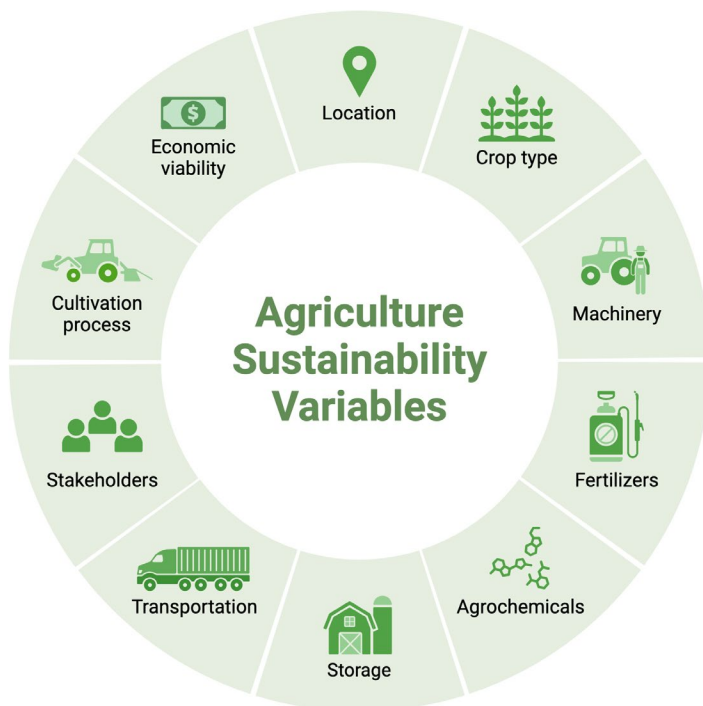 Location
Crop type
Machinery
Fertilizers
Agrochemicals
Storage
Transportation
Stakeholders
Cultivation
process
Economic
viability
$
Agriculture
Sustainability
Variables